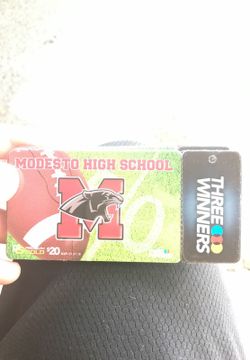 MODESTO HIGH SCHOOL
M
%
GOLD $20
THREE
WINNERS